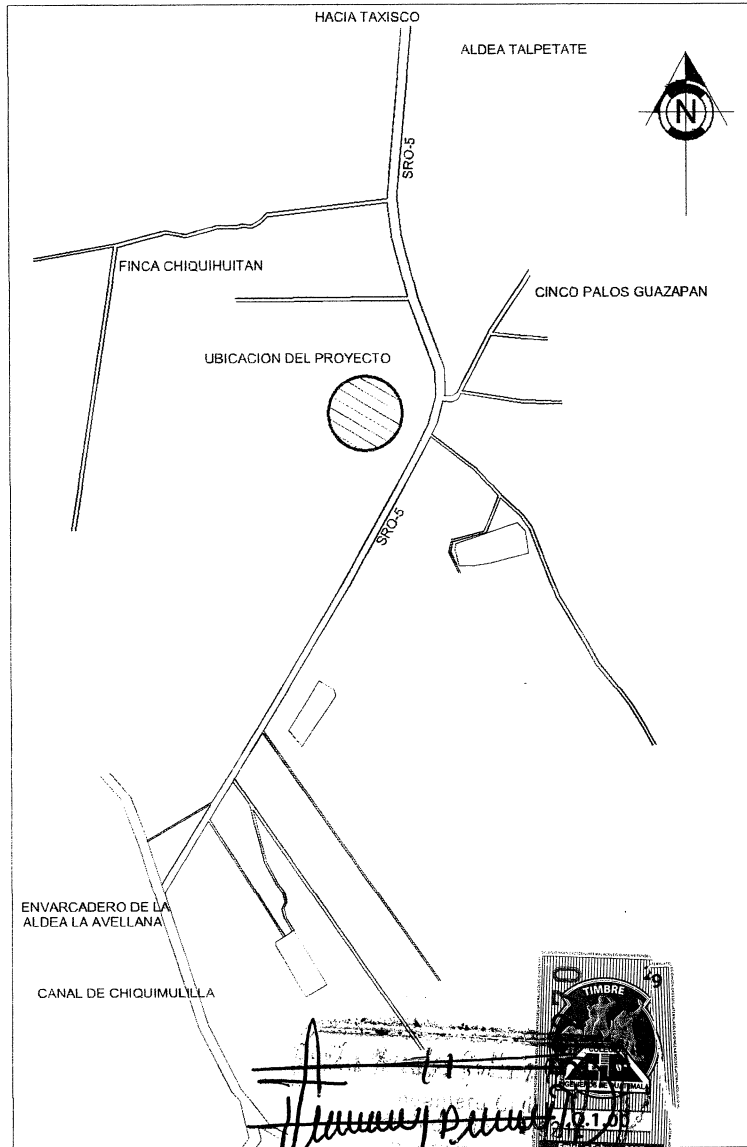 HACIA TAXISCO
ALDEA TALPETATE
N
SRO-5
FINCA CHIQUIHUITAN
CINCO PALOS GUAZAPAN
UBICACION DEL PROYECTO
SRO-5
ENVARCADERO DE LA
ALDEA LA AVELLANA
CANAL DE CHIQUIMULILLA
TIMBRE